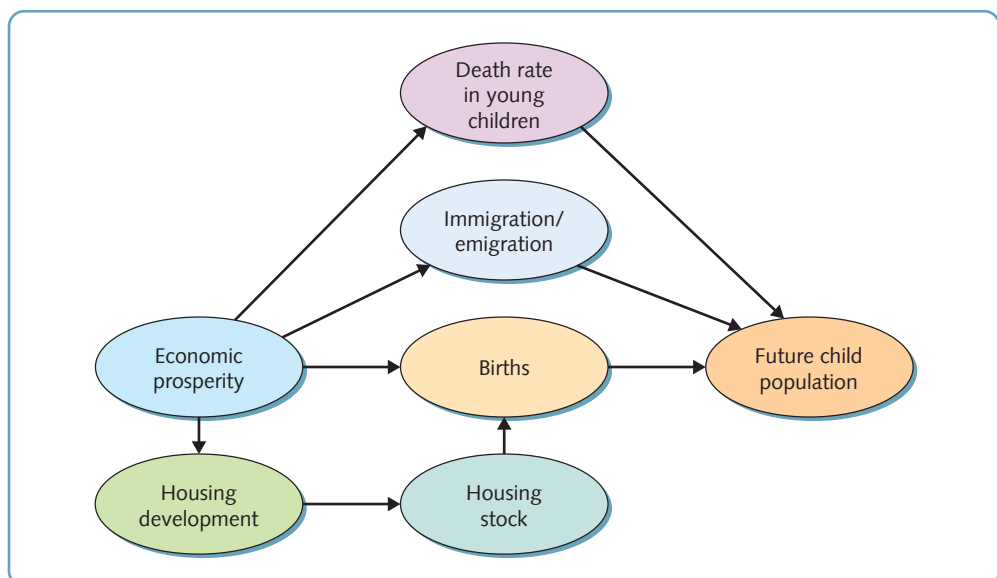 Death rate
in young
children
Immigration/
emigration
Economic
prosperity
Births
Future child
population
Housing
development
Housing
stock